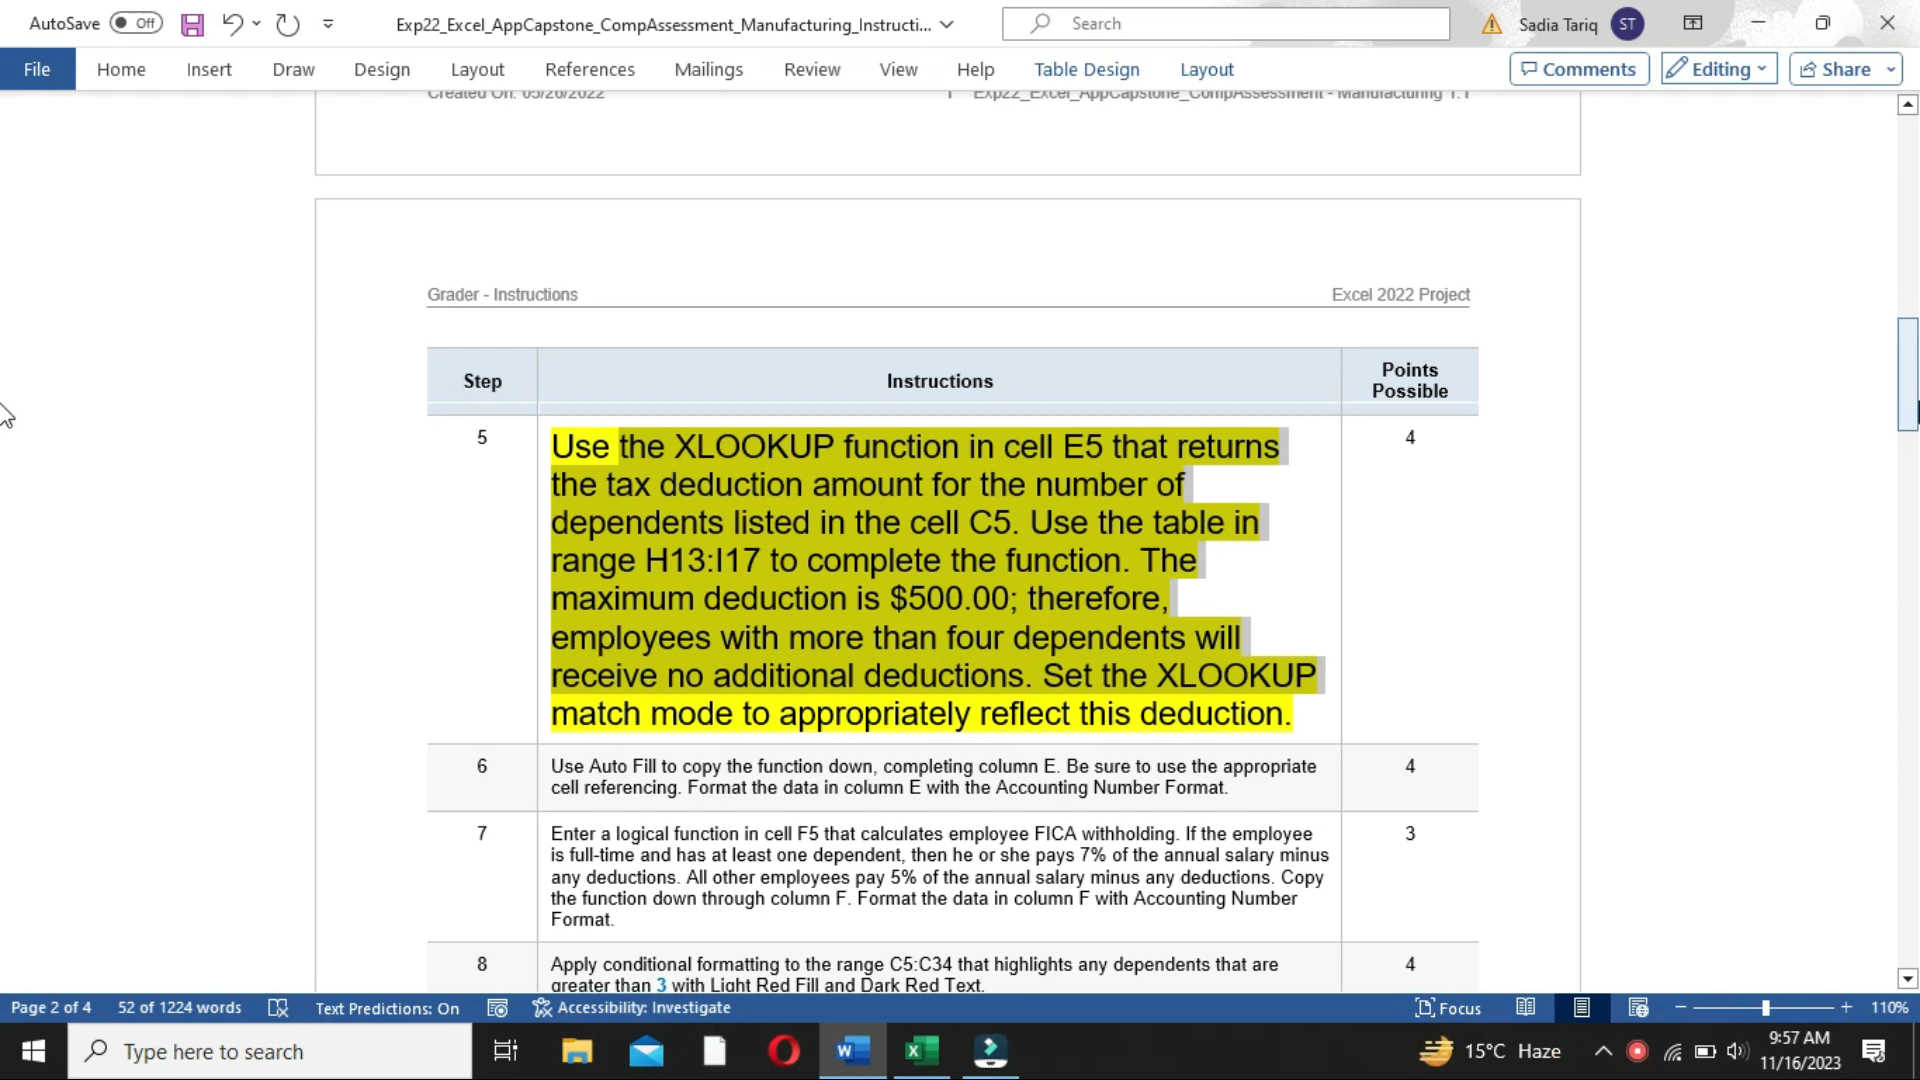 AutoSave Off Exp22_Excel_AppCapstone_CompAssessment_Manufacturing_Instructi... Search Sadia Tariq ST
File Home Insert Draw Design Layout References Mailings Review View Help Table Design Layout Comments Editing Share
Created On: 05/26/2022 1 Exp22_Excel_AppCapstone_CompAssessment - Manufacturing 1.1
Grader - Instructions Excel 2022 Project
Step Instructions Points Possible
5 Use the XLOOKUP function in cell E5 that returns 4
the tax deduction amount for the number of
dependents listed in the cell C5. Use the table in
range H13:I17 to complete the function. The
maximum deduction is $500.00; therefore,
employees with more than four dependents will
receive no additional deductions. Set the XLOOKUP
match mode to appropriately reflect this deduction.
6 Use Auto Fill to copy the function down, completing column E. Be sure to use the appropriate 4
cell referencing. Format the data in column E with the Accounting Number Format.
7 Enter a logical function in cell F5 that calculates employee FICA withholding. If the employee 3
is full-time and has at least one dependent, then he or she pays 7% of the annual salary minus
any deductions. All other employees pay 5% of the annual salary minus any deductions. Copy
the function down through column F. Format the data in column F with Accounting Number
Format.
8 Apply conditional formatting to the range C5:C34 that highlights any dependents that are 4
greater than 3 with Light Red Fill and Dark Red Text.
Page 2 of 4 52 of 1224 words Text Predictions: On Accessibility: Investigate Focus 110%
Type here to search 15°C Haze 9:57 AM
11/16/2023